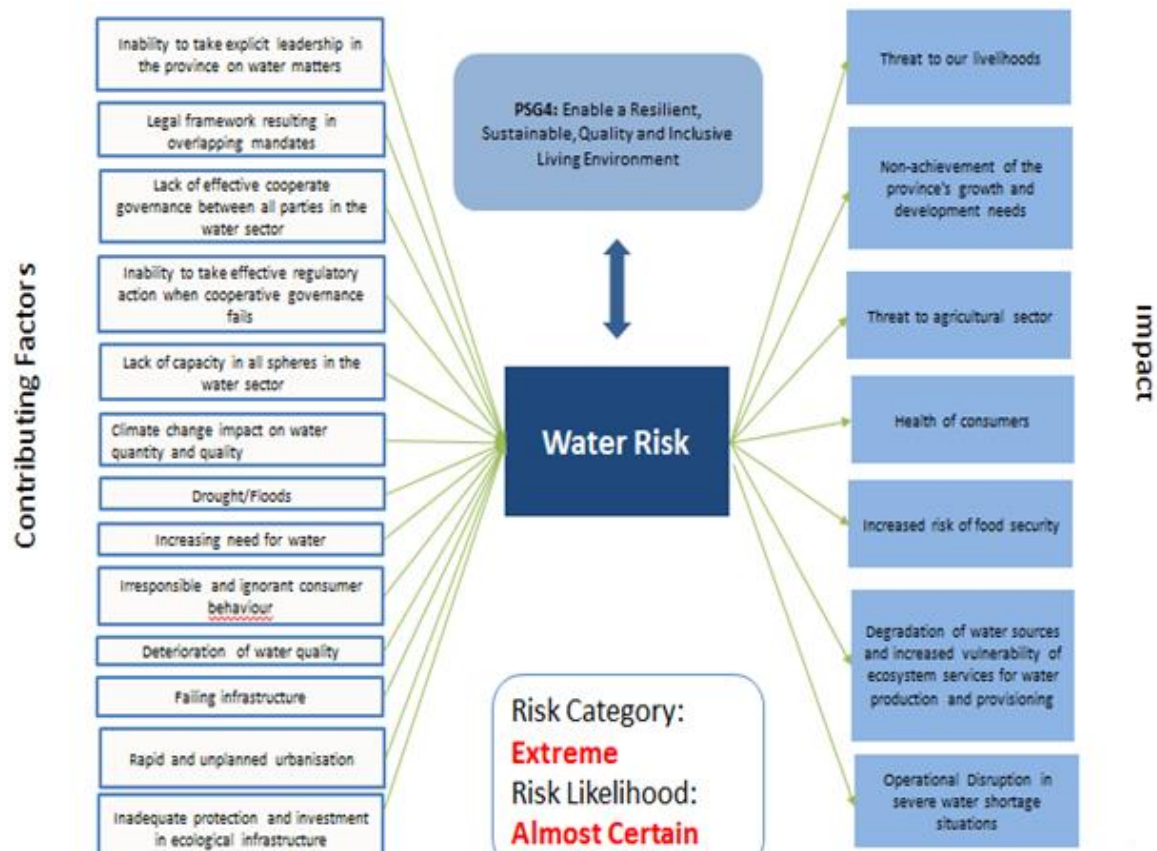 Contributing Factors
Inability to take explicit leadership in
the province on water matters
Legal framework resulting in
overlapping mandates
Lack of effective cooperate
governance between all parties in the
water sector
Inability to take effective regulatory
action when cooperative governance
fails
Lack of capacity in all spheres in the
water sector
Climate change impact on water
quantity and quality
Drought/Floods
Increasing need for water
Irresponsible and ignorant consumer
behaviour
Deterioration of water quality
Failing infrastructure
Rapid and unplanned urbanisation
Inadequate protection and investment
in ecological infrastructure
PSG4: Enable a Resilient,
Sustainable, Quality and Inclusive
Living Environment
Water Risk
Risk Category:
Extreme
Risk Likelihood:
Almost Certain
Impact
Threat to our livelihoods
Non-achievement of the
province's growth and
development needs
Threat to agricultural sector
Health of consumers
Increased risk of food security
Degradation of water sources
and increased vulnerability of
ecosystem services for water
production and provisioning
Operational Disruption in
severe water shortage
situations